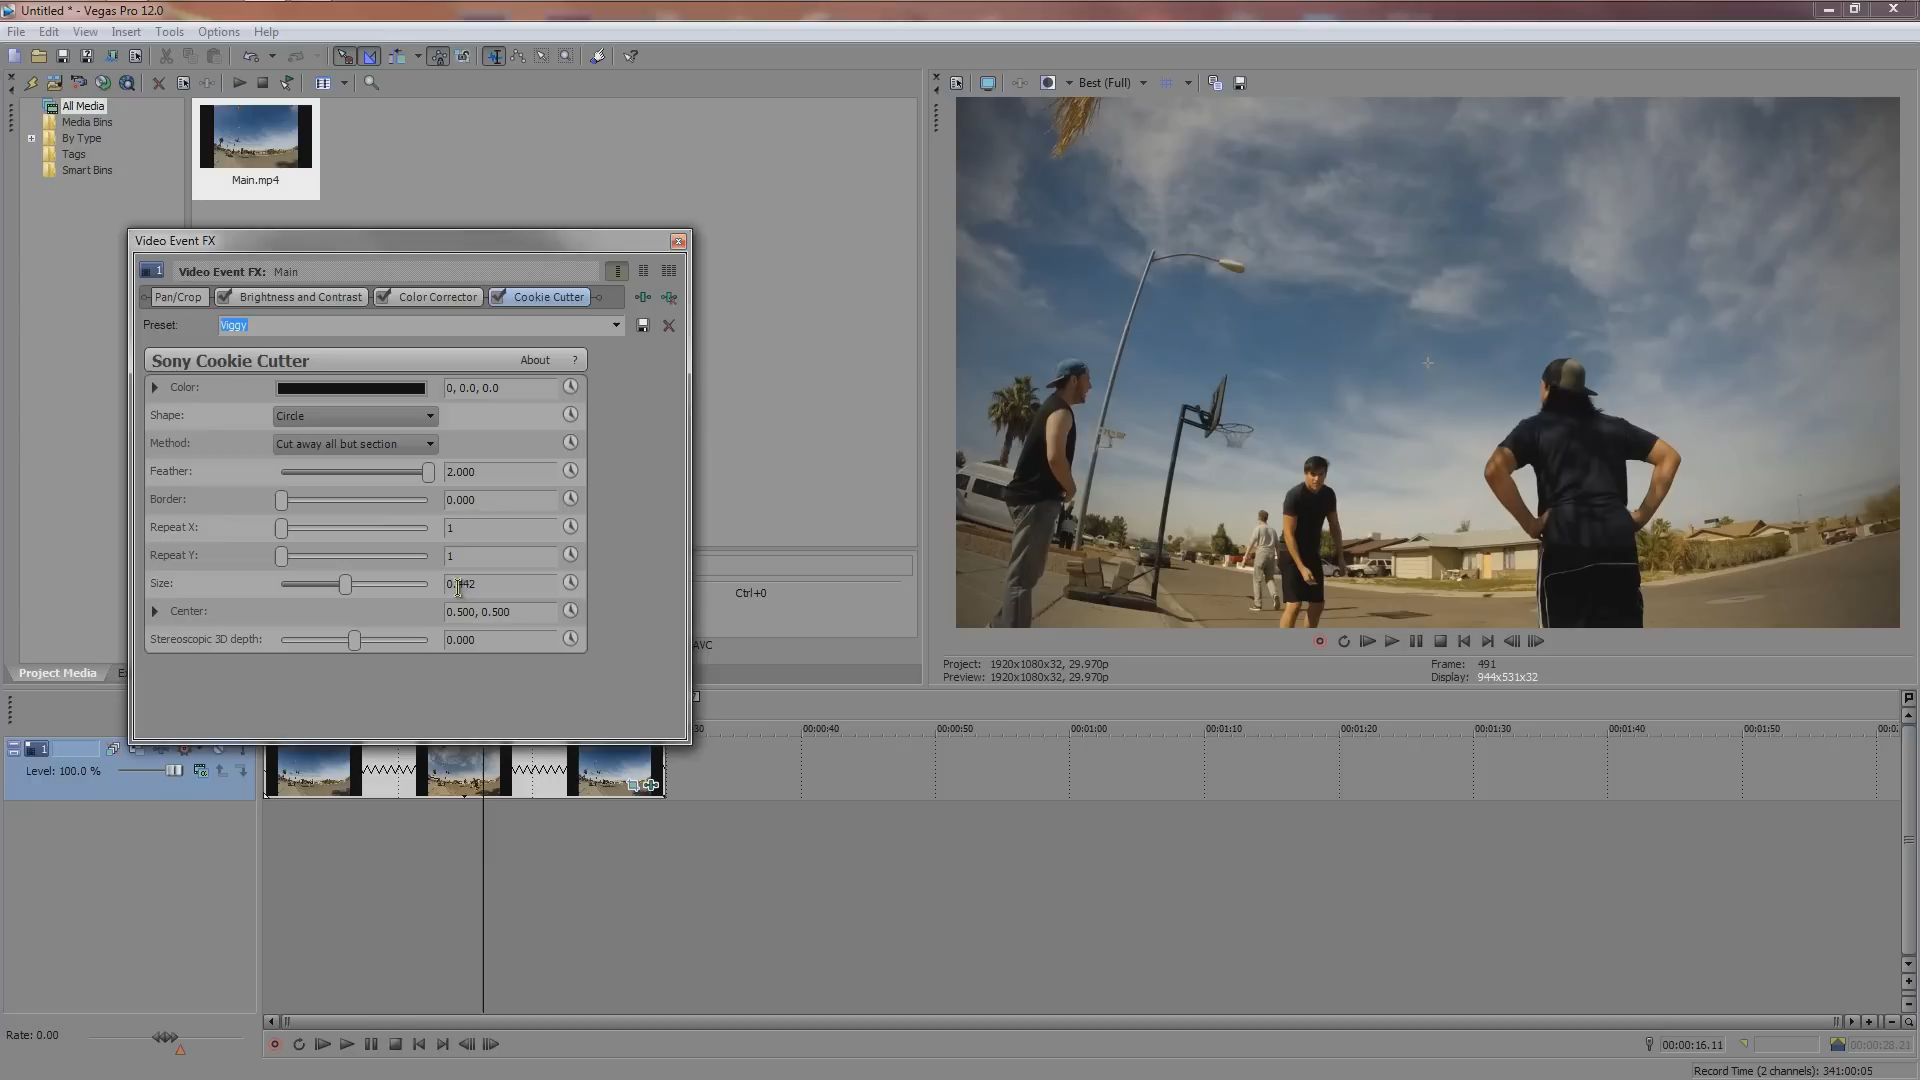 Untitled * - Vegas Pro 12.0
File Edit View Insert Tools Options Help
Best (Full)
All Media
Media Bins
By Type
Tags
Smart Bins
Main.mp4
Video Event FX
1 Video Event FX: Main
Pan/Crop Brightness and Contrast Color Corrector Cookie Cutter
Preset: Viggy
Sony Cookie Cutter About ?
Color: 0, 0.0, 0.0
Shape: Circle
Method: Cut away all but section
Feather: 2.000
Border: 0.000
Repeat X: 1
Repeat Y: 1
Size:
Center: 0.500, 0.500
Stereoscopic 3D depth: 0.000
Ctrl+0
AVC
Project Media
Project: 1920x1080x32, 29.970p Frame: 491
Preview: 1920x1080x32, 29.970p Display: 944x531x32
00:00:40 00:00:50 00:01:00 00:01:10 00:01:20 00:01:30 00:01:40 00:01:50
1
Level: 100.0 %
Rate: 0.00
00:00:16.11 00:00:28.21
Record Time (2 channels): 341:00:05